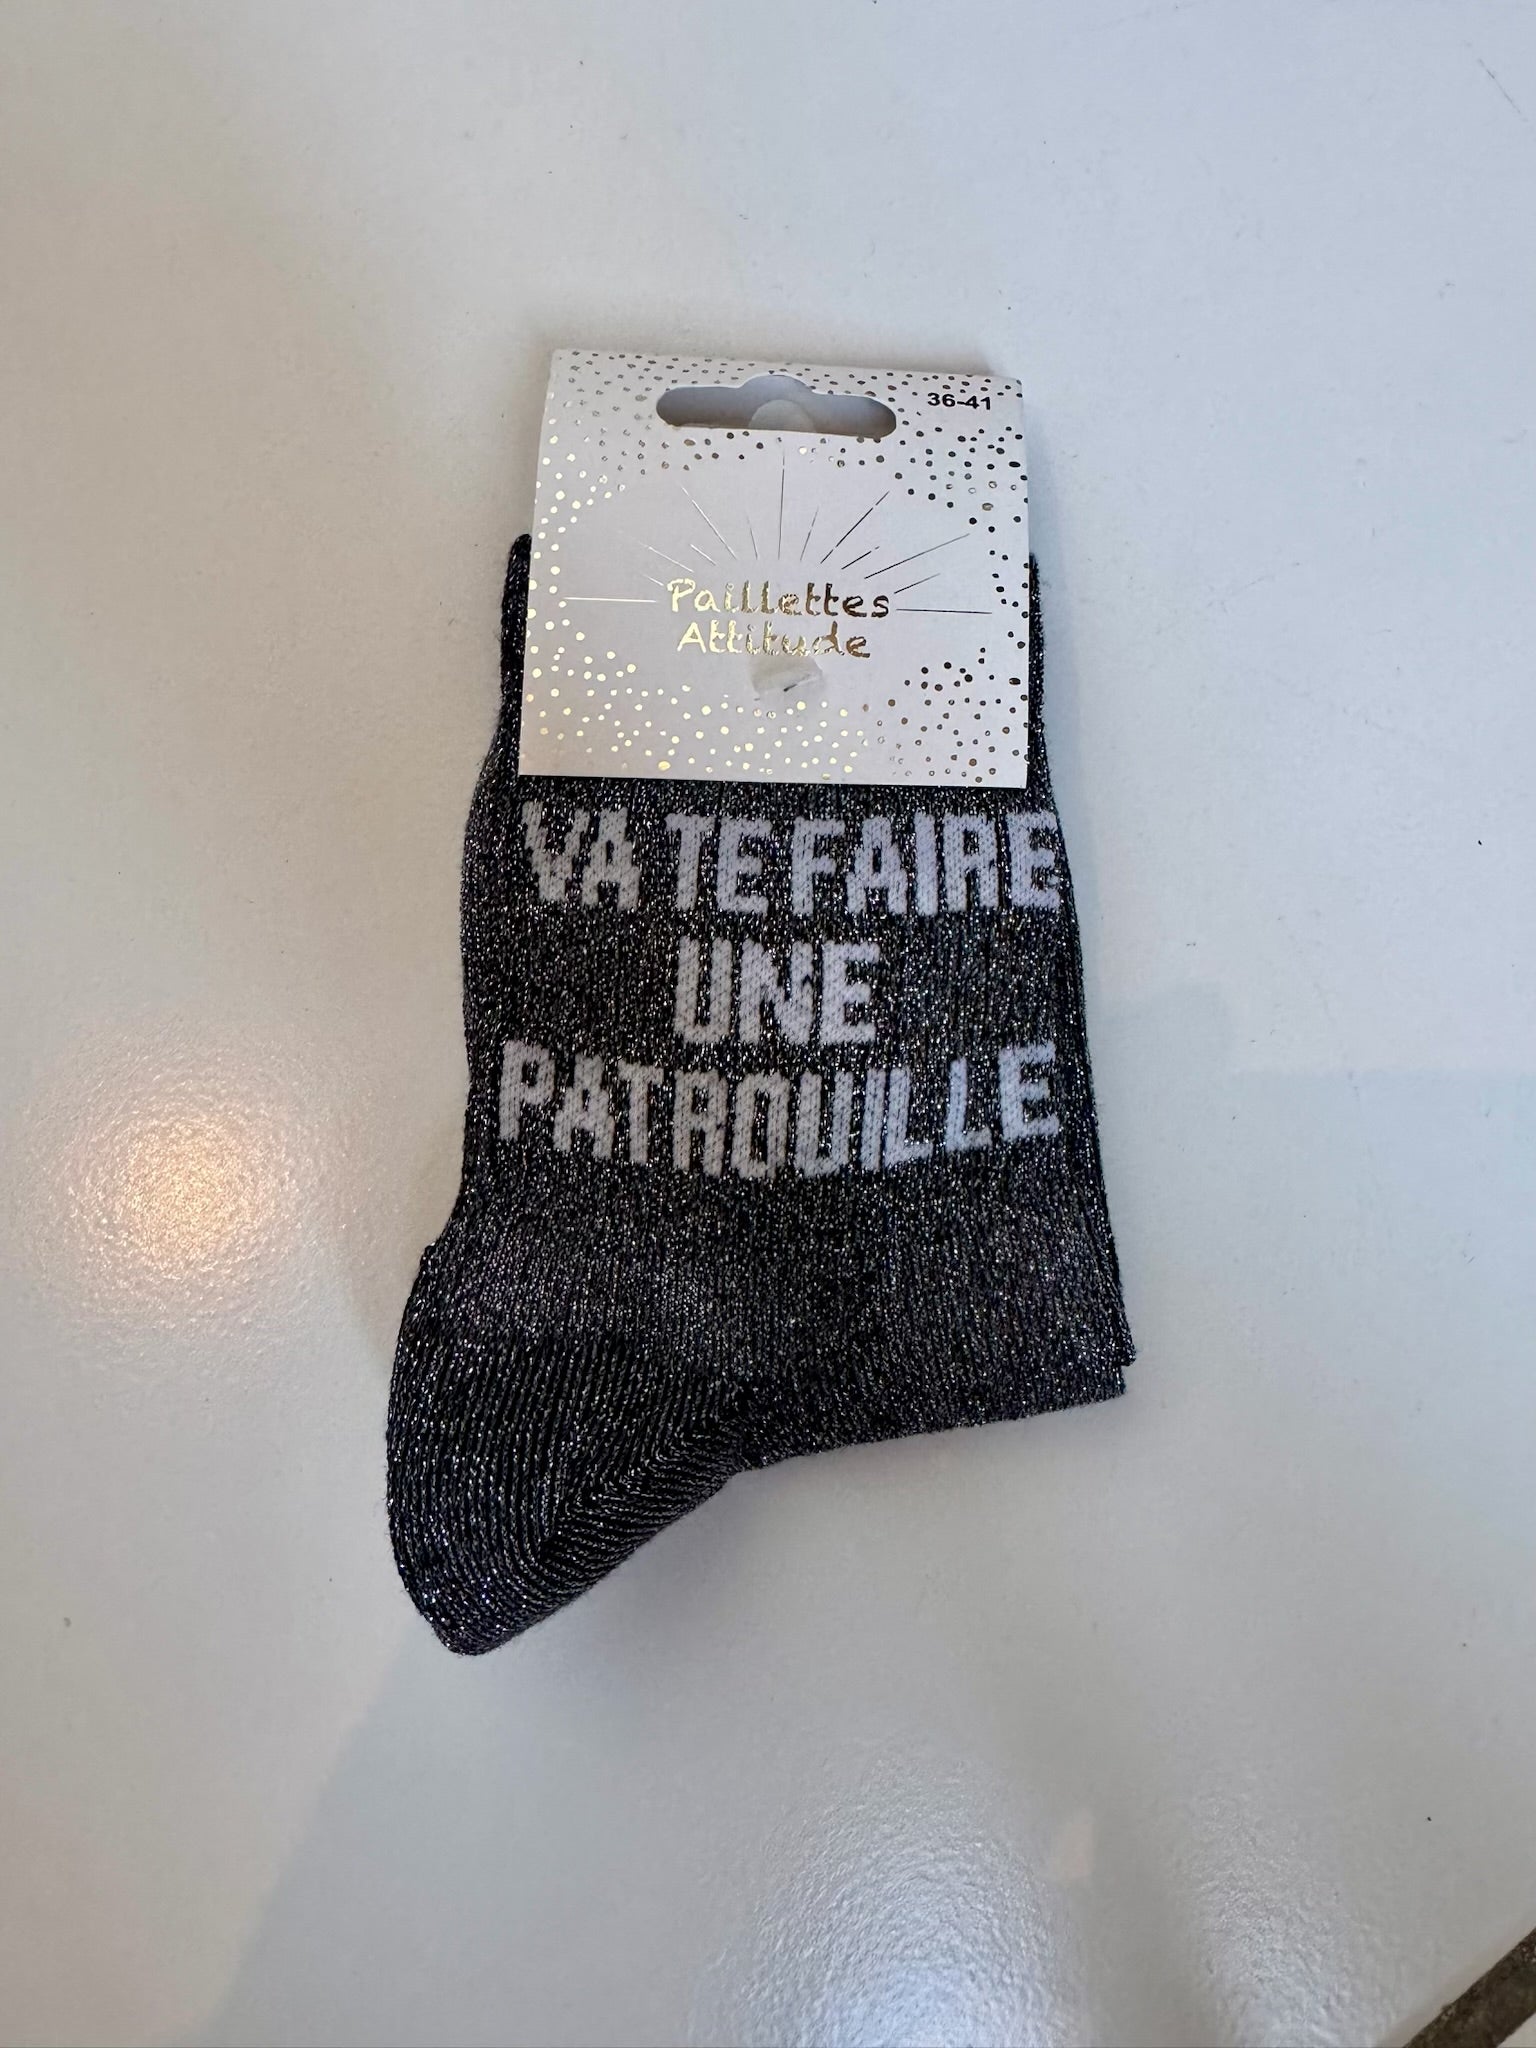 36-41
Paillettes
Attitude
VA TE FAIRE
UNE
PATROUILLE